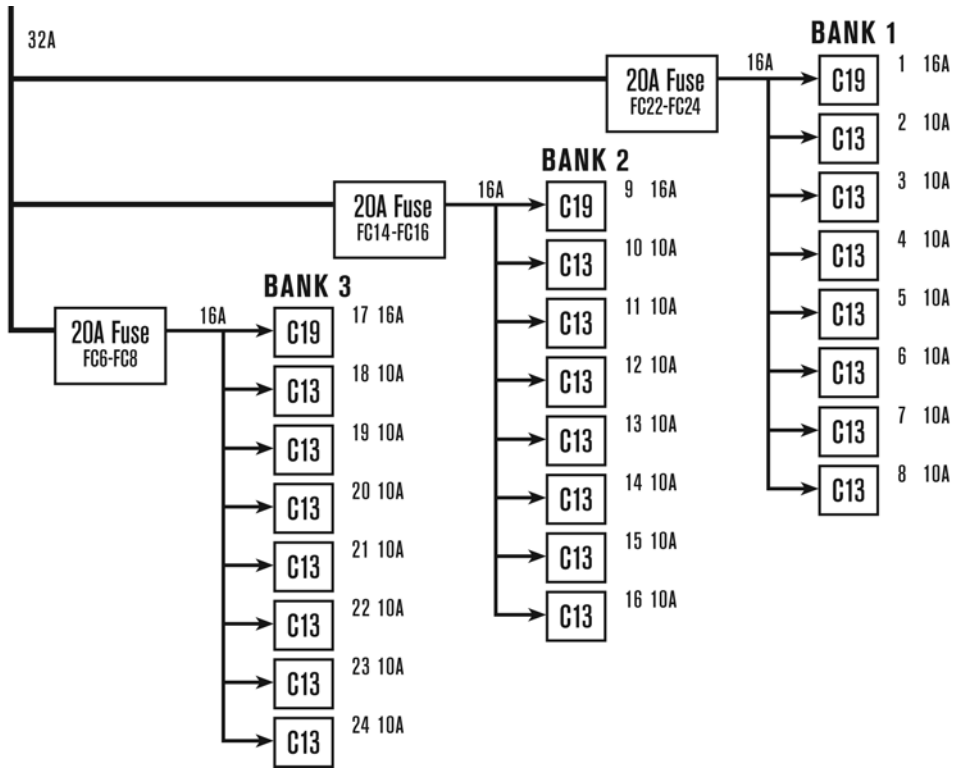 32A
BANK 1
20A Fuse
FC22-FC24
16A
C19 1 16A
C13 2 10A
C13 3 10A
C13 4 10A
C13 5 10A
C13 6 10A
C13 7 10A
C13 8 10A
BANK 2
20A Fuse
FC14-FC16
16A
C19 9 16A
C13 10 10A
C13 11 10A
C13 12 10A
C13 13 10A
C13 14 10A
C13 15 10A
C13 16 10A
BANK 3
20A Fuse
FC6-FC8
16A
C19 17 16A
C13 18 10A
C13 19 10A
C13 20 10A
C13 21 10A
C13 22 10A
C13 23 10A
C13 24 10A